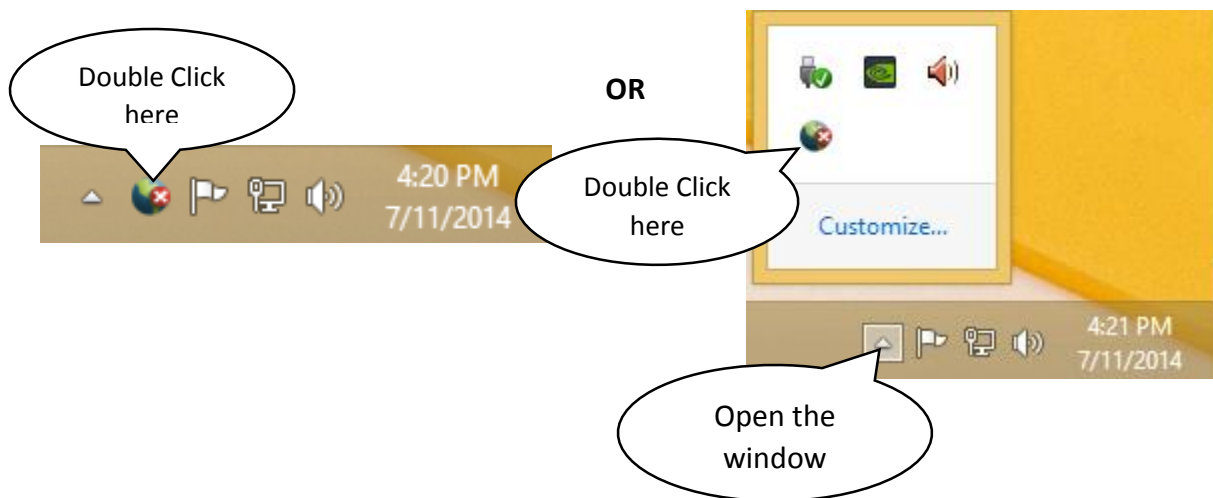 Double Click
here
4:20 PM
7/11/2014
OR
Double Click
here
Customize...
4:21 PM
7/11/2014
Open the
window